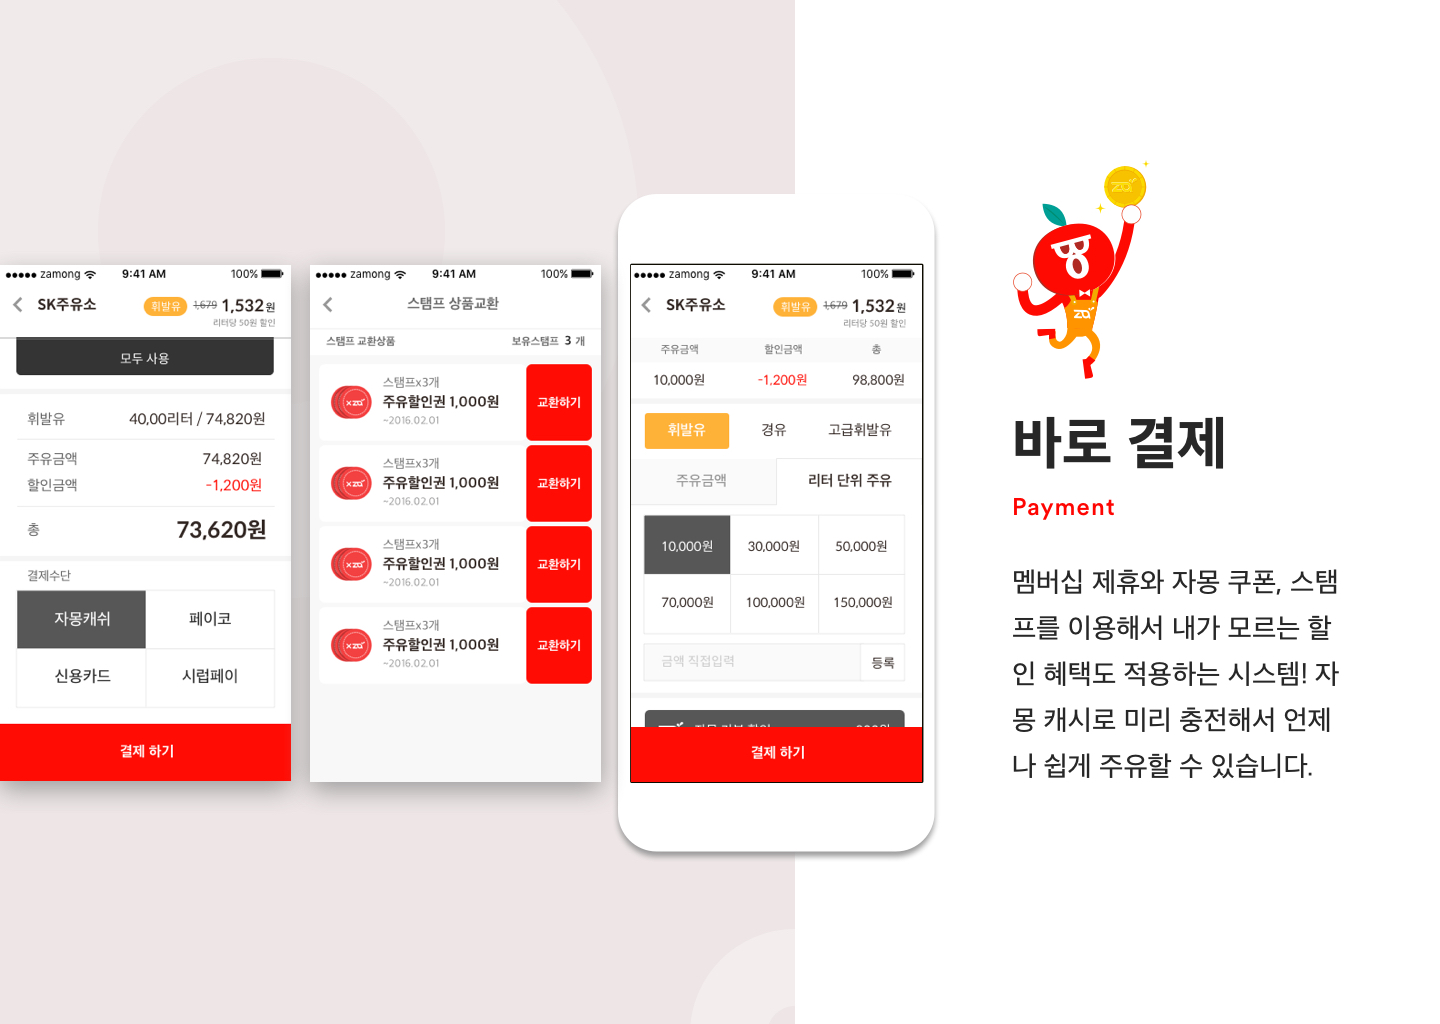 zamong
9:41 AM
100%
SK주유소
휘발유
1,679
1,532원
리터당 50원 할인
모두 사용
휘발유
40,00리터 / 74,820원
주유금액
74,820원
할인금액
-1,200원
총
73,620원
결제수단
자몽캐쉬
페이코
신용카드
시럽페이
결제 하기
zamong
9:41 AM
100%
스탬프 상품교환
스탬프 교환상품
보유스탬프 3 개
스탬프x3개
주유할인권 1,000원
~2016.02.01
교환하기
스탬프x3개
주유할인권 1,000원
~2016.02.01
교환하기
스탬프x3개
주유할인권 1,000원
~2016.02.01
교환하기
스탬프x3개
주유할인권 1,000원
~2016.02.01
교환하기
zamong
9:41 AM
100%
SK주유소
휘발유
1,679
1,532원
리터당 50원 할인
주유금액
할인금액
총
10,000원
-1,200원
98,800원
휘발유
경유
고급휘발유
주유금액
리터 단위 주유
10,000원
30,000원
50,000원
70,000원
100,000원
150,000원
금액 직접입력
등록
결제 하기
바로 결제
Payment
멤버십 제휴와 자몽 쿠폰, 스탬
프를 이용해서 내가 모르는 할
인 혜택도 적용하는 시스템! 자
몽 캐시로 미리 충전해서 언제
나 쉽게 주유할 수 있습니다.